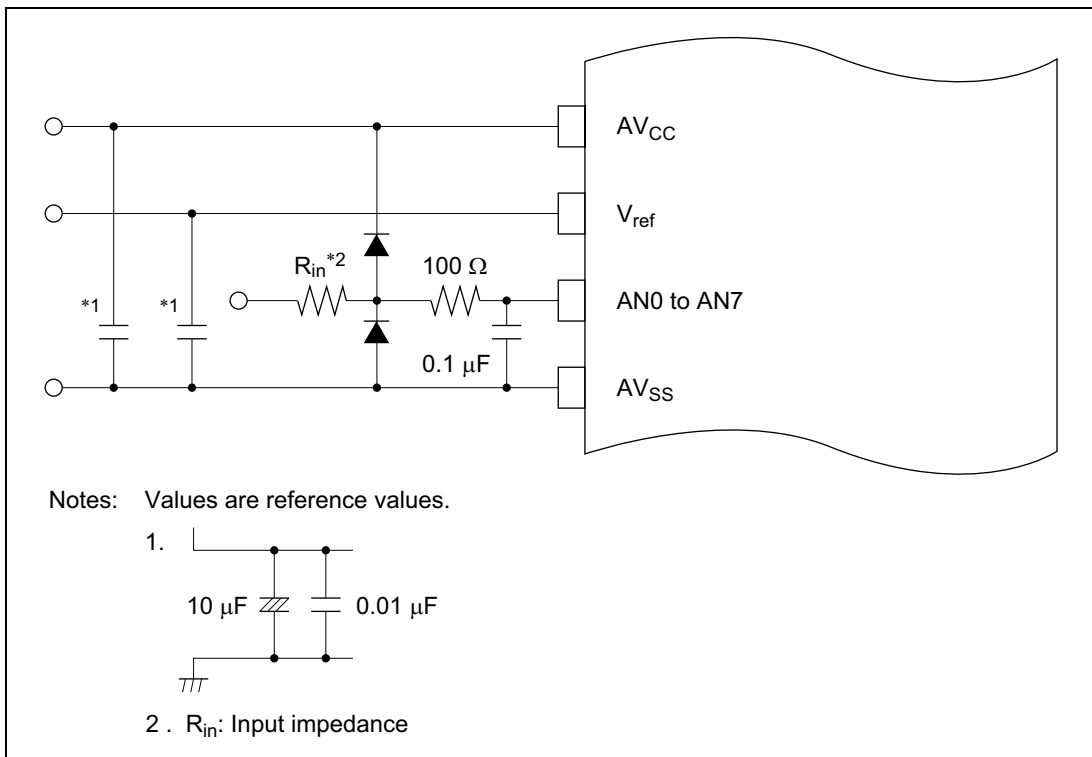 AVCC
Vref
Rin*2
100 Ω
*1
*1
AN0 to AN7
0.1 μF
AVSS
Notes: Values are reference values.
1.
10 μF
0.01 μF
2 . Rin: Input impedance